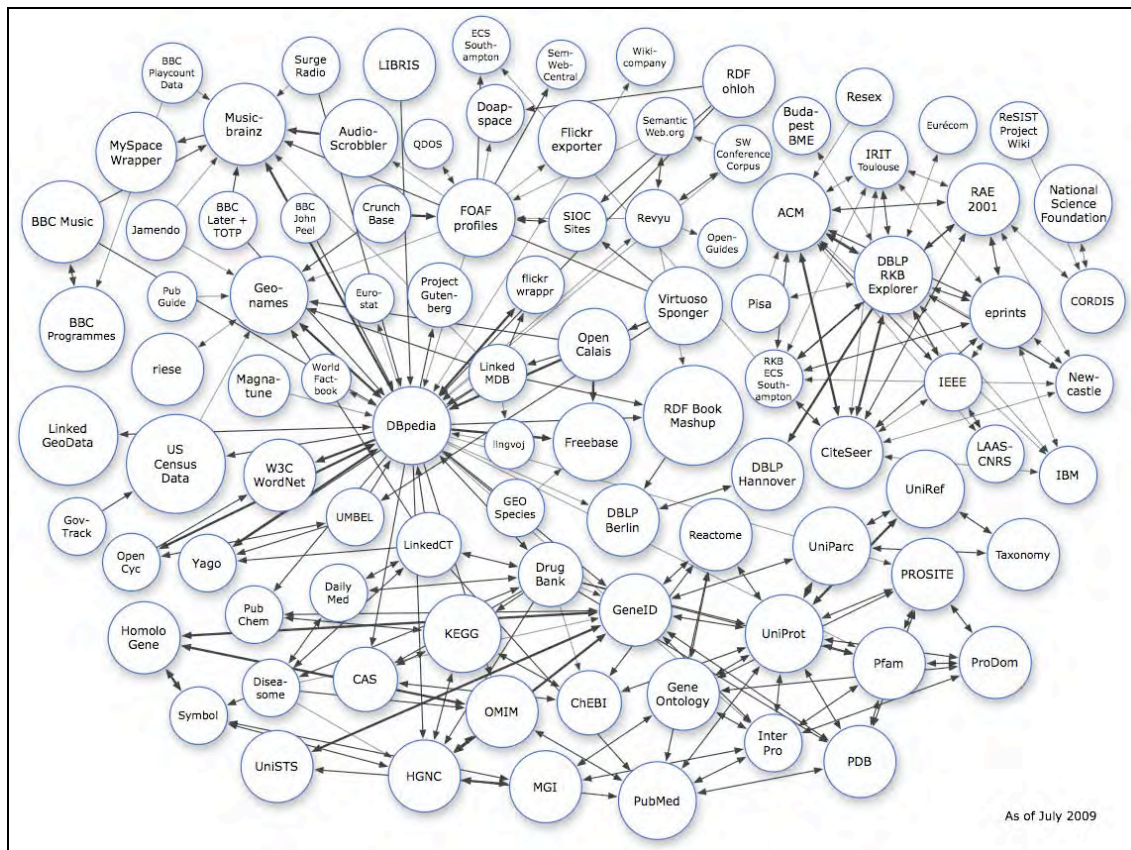 BBC
Playcount
Data
Surge
Radio
LIBRIS
ECS
South-
ampton
Sem-
Web-
Central
Wiki-
company
RDF
ohloh
Resex
MySpace
Wrapper
Music-
brainz
Audio-
Scrobbler
QDOS
Doap-
space
Flickr
exporter
Semantic
Web.org
SW
Conference
Corpus
Buda-
pest
BME
IRIT
Toulouse
Eurécom
ReSIST
Project
Wiki
BBC Music
Jamendo
BBC
Later +
TOTP
BBC
John
Peel
Crunch
Base
FOAF
profiles
SIOC
Sites
Revyu
Open-
Guides
ACM
DBLP
RKB
Explorer
RAE
2001
National
Science
Foundation
BBC
Programmes
Pub
Guide
Geo-
names
Euro-
stat
Project
Guten-
berg
flickr
wrappr
Virtuoso
Sponger
Pisa
eprints
CORDIS
riese
Magna-
tune
World
Fact-
book
Linked
MDB
Open
Calais
RDF Book
Mashup
RKB
ECS
South-
ampton
IEEE
New-
castle
Linked
GeoData
US
Census
Data
W3C
WordNet
DBpedia
lingvoj
Freebase
DBLP
Hannover
CiteSeer
LAAS-
CNRS
IBM
Gov-
Track
Open
Cyc
Yago
UMBEL
LinkedCT
GEO
Species
DBLP
Berlin
Reactome
UniParc
UniRef
Taxonomy
PROSITE
Homolo
Gene
Pub
Chem
Daily
Med
KEGG
Drug
Bank
GeneID
UniProt
Pfam
ProDom
Symbol
Disea-
some
CAS
OMIM
ChEBI
Gene
Ontology
Inter
Pro
PDB
UniSTS
HGNC
MGI
PubMed
As of July 2009